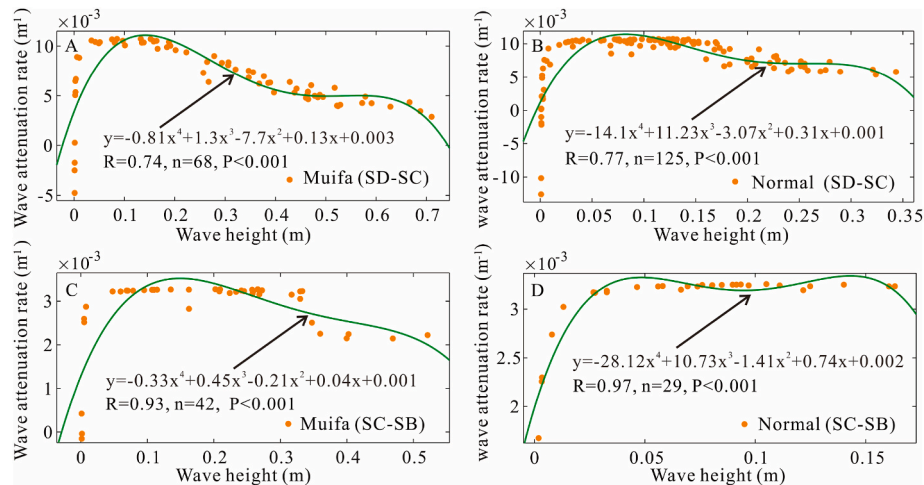 ×10⁻³
A
10
5
0
-5
Wave attenuation rate (m⁻¹)
y=-0.81x⁴+1.3x³-7.7x²+0.13x+0.003
R=0.74, n=68, P<0.001
Muifa (SD-SC)
0 0.1 0.2 0.3 0.4 0.5 0.6 0.7
Wave height (m)
×10⁻³
B
10
5
0
-5
-10
Wave attenuation rate (m⁻¹)
y=-14.1x⁴+11.23x³-3.07x²+0.31x+0.001
R=0.77, n=125, P<0.001
Normal (SD-SC)
0 0.05 0.1 0.15 0.2 0.25 0.3 0.35
Wave height (m)
×10⁻³
C
3
2
1
0
Wave attenuation rate (m⁻¹)
y=-0.33x⁴+0.45x³-0.21x²+0.04x+0.001
R=0.93, n=42, P<0.001
Muifa (SC-SB)
0 0.1 0.2 0.3 0.4 0.5
Wave height (m)
×10⁻³
D
3
2.5
2
Wave attenuation rate (m⁻¹)
y=-28.12x⁴+10.73x³-1.41x²+0.74x+0.002
R=0.97, n=29, P<0.001
Normal (SC-SB)
0 0.05 0.1 0.15
Wave height (m)